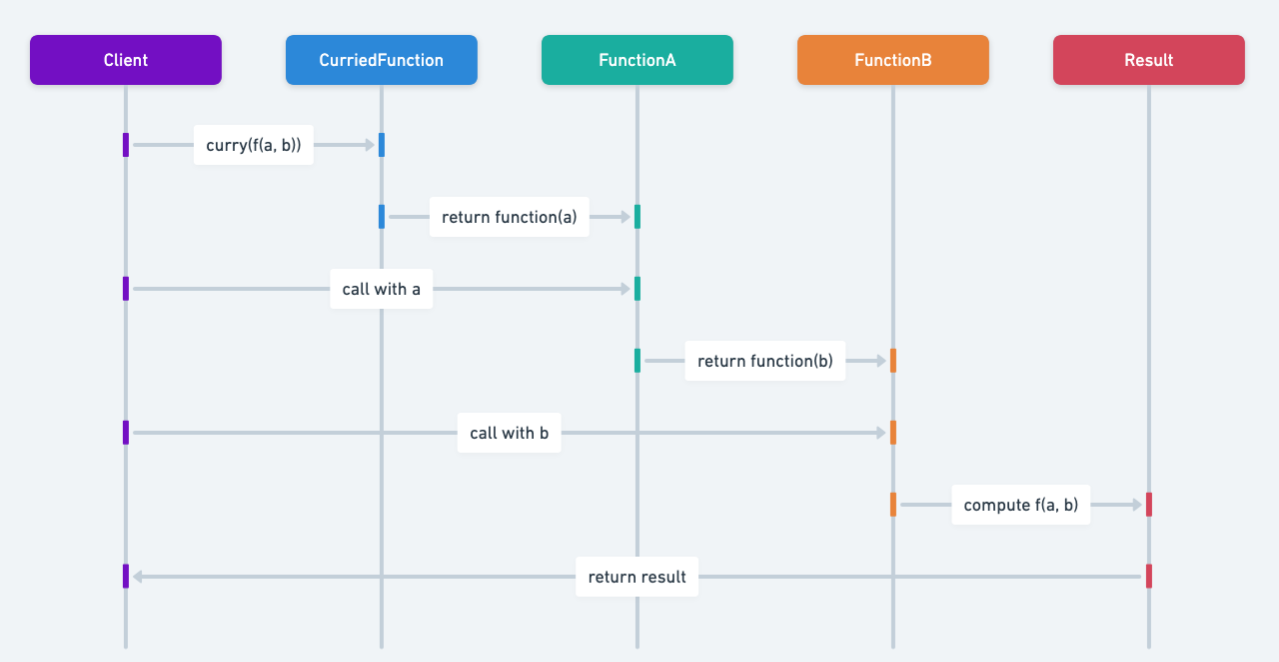 Client
CurriedFunction
FunctionA
FunctionB
Result
curry(f(a, b))
return function(a)
call with a
return function(b)
call with b
compute f(a, b)
return result